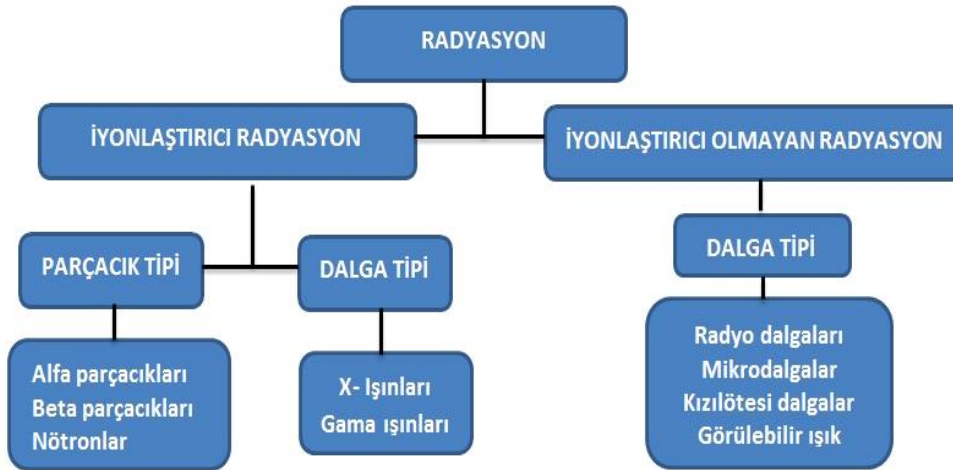 RADYASYON
İYONLAŞTIRICI RADYASYON
İYONLAŞTIRICI OLMAYAN RADYASYON
PARÇACIK TİPİ
DALGA TİPİ
DALGA TİPİ
Alfa parçacıkları
Beta parçacıkları
Nötronlar
X- Işınları
Gama ışınları
Radyo dalgaları
Mikrodalgalar
Kızılötesi dalgalar
Görülebilir ışık